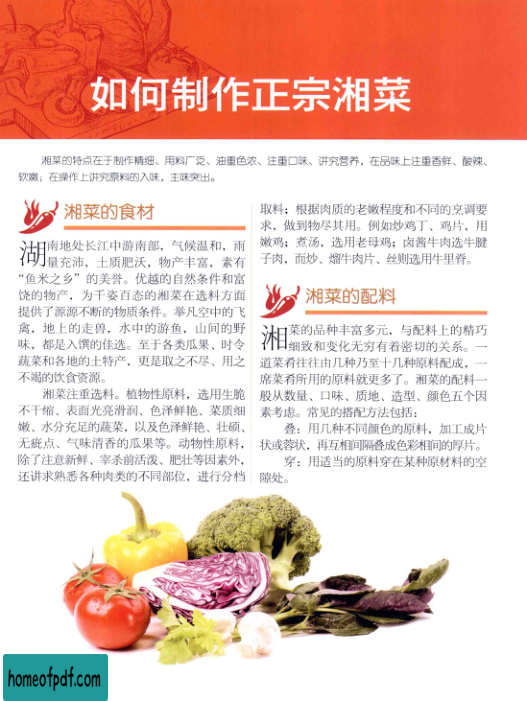 如何制作正宗湘菜
湘菜的特点在于制作精细、用料广泛、油重色浓、注重口味、讲究营养，在品味上注重香鲜、酸辣、
软嫩；在操作上讲究原料的入味，主味突出。
湘菜的食材
湖南地处长江中游南部，气候温和，雨
量充沛，土质肥沃，物产丰富，素有
“鱼米之乡”的美誉。优越的自然条件和富
饶的物产，为千姿百态的湘菜在选料方面
提供了源源不断的物质条件。举凡空中的飞
禽，地上的走兽，水中的游鱼，山间的野
味，都是入馔的佳选。至于各类瓜果、时令
蔬菜和各地的土特产，更是取之不尽、用之
不竭的饮食资源。
湘菜注重选料。植物性原料，选用生脆
不干缩、表面光亮滑润、色泽鲜艳、菜质细
嫩、水分充足的蔬菜，以及色泽鲜艳、壮硕、
无疵点、气味清香的瓜果等。动物性原料，
除了注意新鲜、宰杀前活泼、肥壮等因素外，
还讲求熟悉各种肉类的不同部位，进行分档
取料；根据肉质的老嫩程度和不同的烹调要
求，做到物尽其用。例如炒鸡丁、鸡片，用
嫩鸡；煮汤，选用老母鸡；卤酱牛肉选牛腱
子肉，而炒、熘牛肉片、丝则选用牛里脊。
湘菜的配料
湘菜的品种丰富多元，与配料上的精巧
细致和变化无穷有着密切的关系。一
道菜肴往往由几种乃至十几种原料配成，一
席菜肴所用的原料就更多了。湘菜的配料一
般从数量、口味、质地、造型、颜色五个因
素考虑。常见的搭配方法包括：
叠：用几种不同颜色的原料，加工成片
状或蓉状，再互相间隔叠成色彩相间的厚片。
穿：用适当的原料穿在某种原材料的空
隙处。
homeofpdf.com